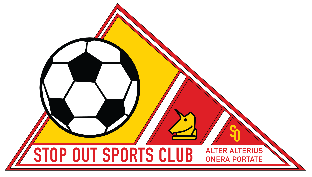 SO
STOP OUT SPORTS CLUB
ALTER ALTERIUS
ONERA PORTATE